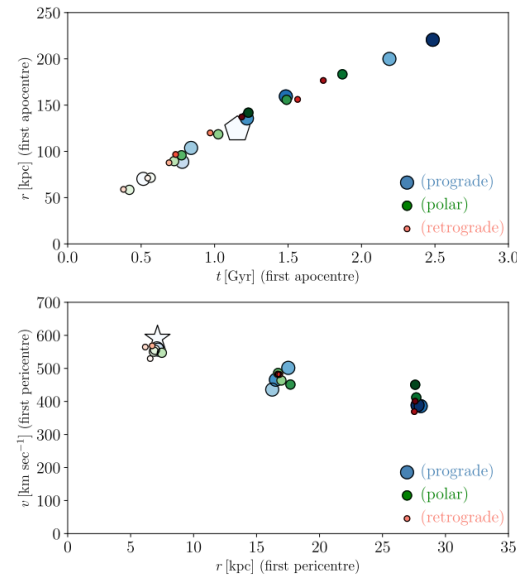 250
200
150
100
50
0
r [kpc] (first apocentre)
(prograde)
(polar)
(retrograde)
0.0 0.5 1.0 1.5 2.0 2.5 3.0
t [Gyr] (first apocentre)
700
600
500
400
300
200
100
0
v [km sec⁻¹] (first pericentre)
(prograde)
(polar)
(retrograde)
0 5 10 15 20 25 30 35
r [kpc] (first pericentre)